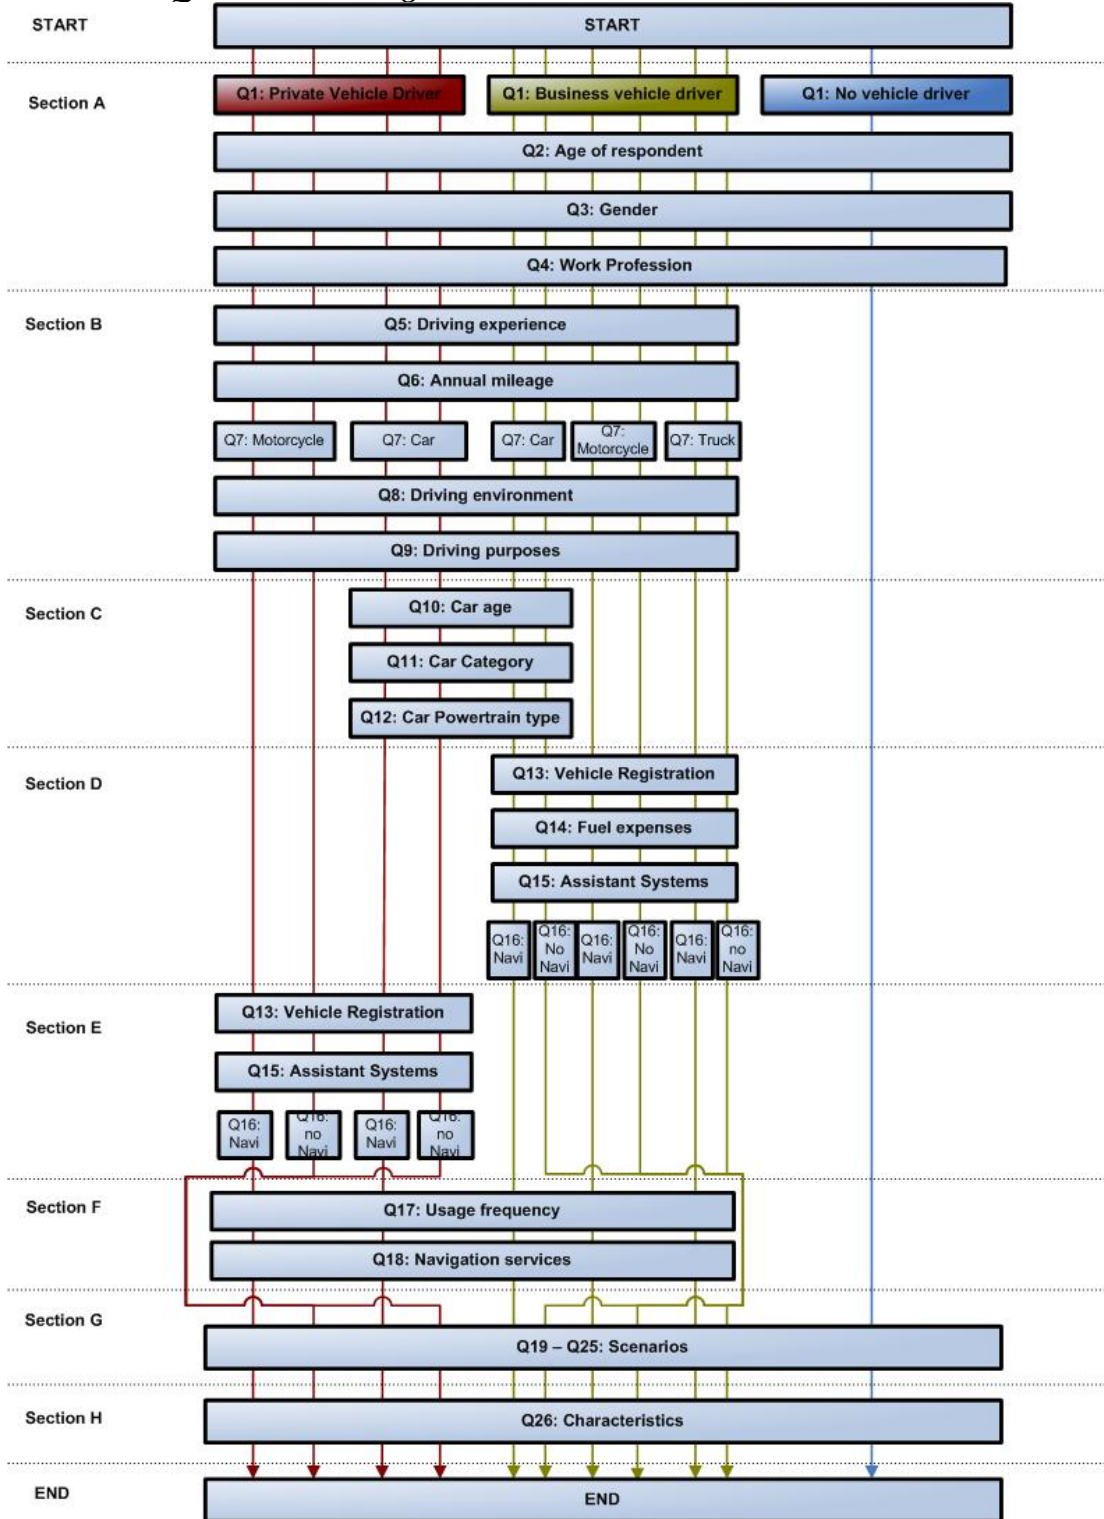 START
START
Section A
Q1: Private Vehicle Driver
Q1: Business vehicle driver
Q1: No vehicle driver
Q2: Age of respondent
Q3: Gender
Q4: Work Profession
Section B
Q5: Driving experience
Q6: Annual mileage
Q7: Motorcycle
Q7: Car
Q7: Car
Q7:
Motorcycle
Q7: Truck
Q8: Driving environment
Q9: Driving purposes
Section C
Q10: Car age
Q11: Car Category
Q12: Car Powertrain type
Section D
Q13: Vehicle Registration
Q14: Fuel expenses
Q15: Assistant Systems
Q16:
Navi
Q16:
No
Navi
Q16:
Navi
Q16:
No
Navi
Q16:
Navi
Q16:
no
Navi
Section E
Q13: Vehicle Registration
Q15: Assistant Systems
Q16:
Navi
Q16:
no
Navi
Q16:
Navi
Q16:
no
Navi
Section F
Q17: Usage frequency
Q18: Navigation services
Section G
Q19 – Q25: Scenarios
Section H
Q26: Characteristics
END
END